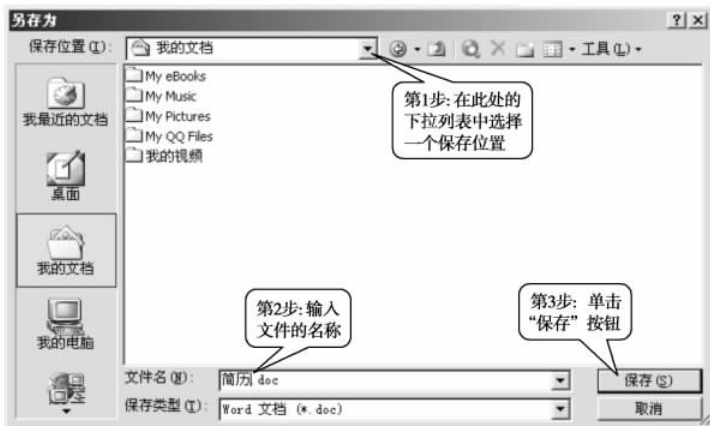 另存为
保存位置(I): 我的文档 工具(L)
My eBooks
My Music
My Pictures
My QQ Files
我的视频
我最近的文档
桌面
我的文档
我的电脑
第1步:在此处的
下拉列表中选择
一个保存位置
第2步:输入
文件的名称
第3步: 单击
“保存”按钮
文件名(N): 简历.doc 保存(S)
保存类型(T): Word 文档 (*.doc) 取消